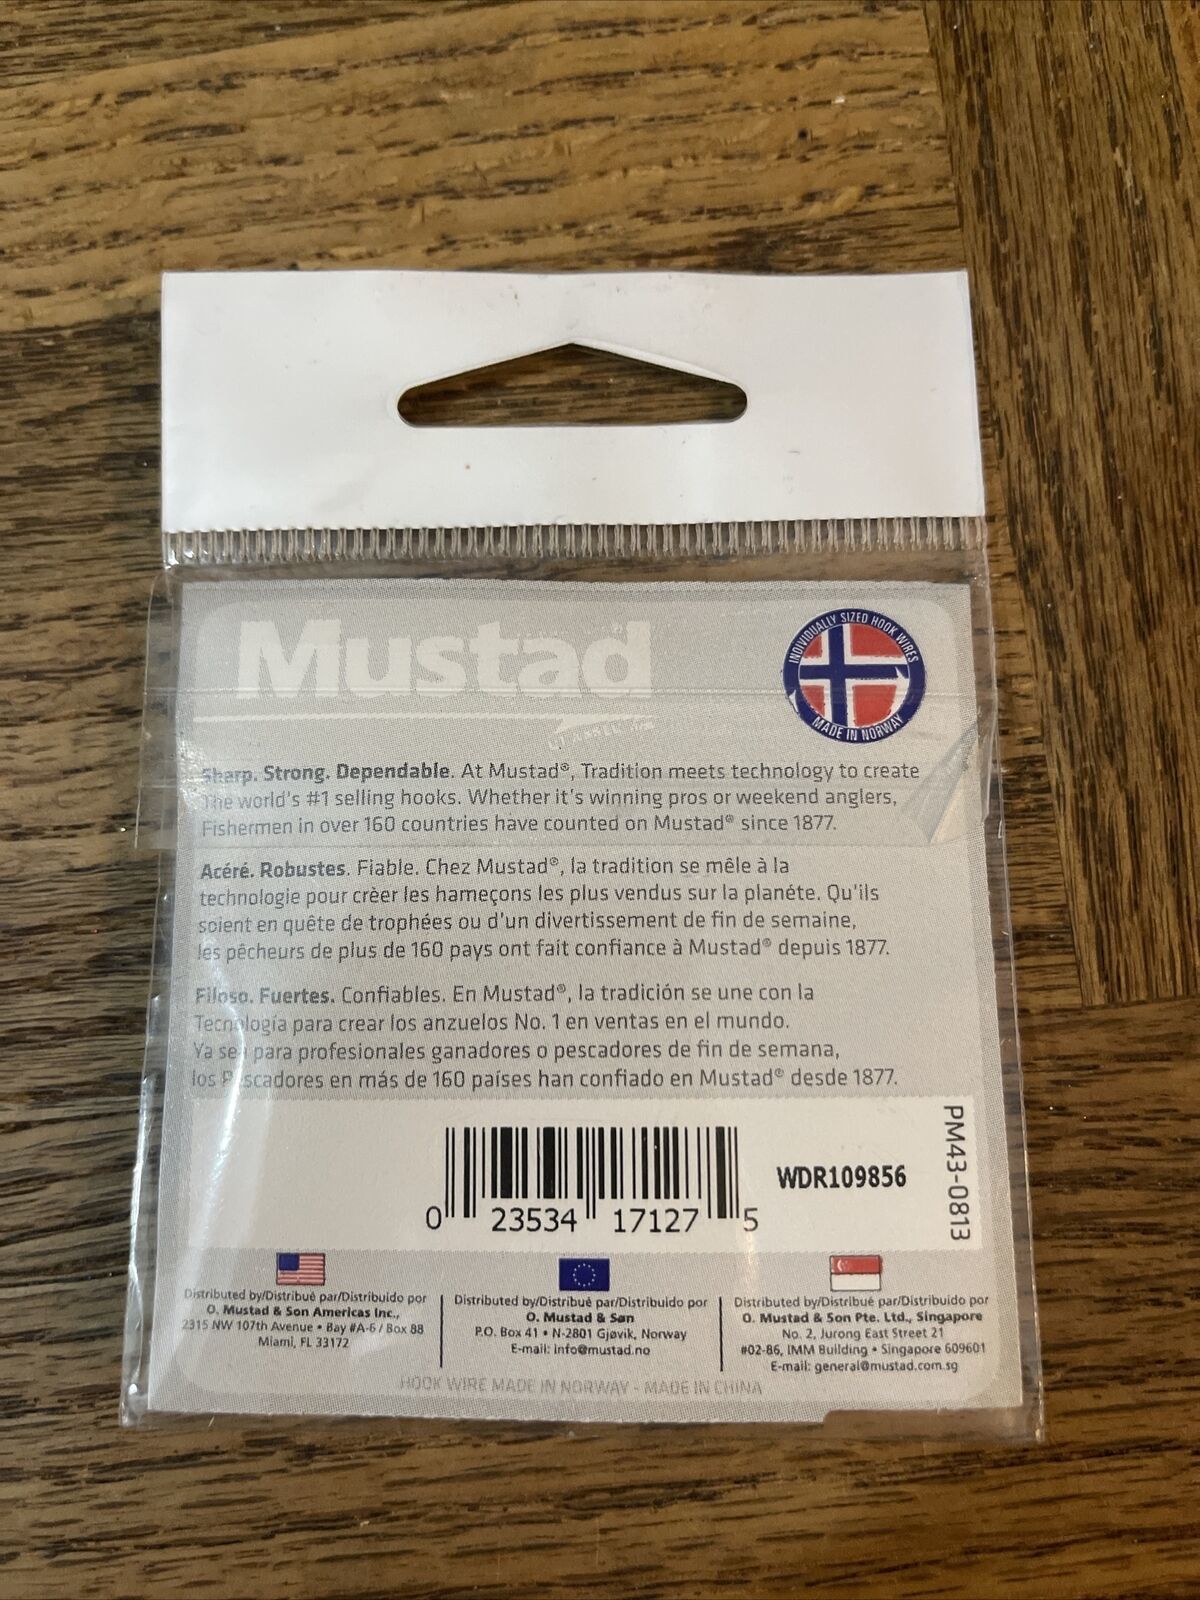 Mustad
CLASSIC
INDIVIDUALLY SIZED HOOK WIRES
MADE IN NORWAY
Sharp. Strong. Dependable. At Mustad®, Tradition meets technology to create
The world's #1 selling hooks. Whether it's winning pros or weekend anglers,
Fishermen in over 160 countries have counted on Mustad® since 1877.
Acéré. Robustes. Fiable. Chez Mustad®, la tradition se mêle à la
technologie pour crèer les hameçons les plus vendus sur la planéte. Qu'ils
soient en quête de trophées ou d'un divertissement de fin de semaine,
les pêcheurs de plus de 160 pays ont fait confiance à Mustad® depuis 1877.
Filoso. Fuertes. Confiables. En Mustad®, la tradición se une con la
Tecnología para crear los anzuelos No. 1 en ventas en el mundo.
Ya sea para profesionales ganadores o pescadores de fin de semana,
los Pescadores en más de 160 países han confiado en Mustad® desde 1877.
PM43-0813
WDR109856
0 23534 17127 5
Distributed by/Distribué par/Distribuido por
O. Mustad & Son Americas Inc.,
2315 NW 107th Avenue • Bay #A-6 / Box 88
Miami, FL 33172
Distributed by/Distribué par/Distribuido por
O. Mustad & Søn
P.O. Box 41 • N-2801 Gjøvik, Norway
E-mail: info@mustad.no
Distributed by/Distribué par/Distribuido por
O. Mustad & Son Pte. Ltd., Singapore
No. 2, Jurong East Street 21
#02-86, IMM Building • Singapore 609601
E-mail: general@mustad.com.sg
HOOK WIRE MADE IN NORWAY - MADE IN CHINA